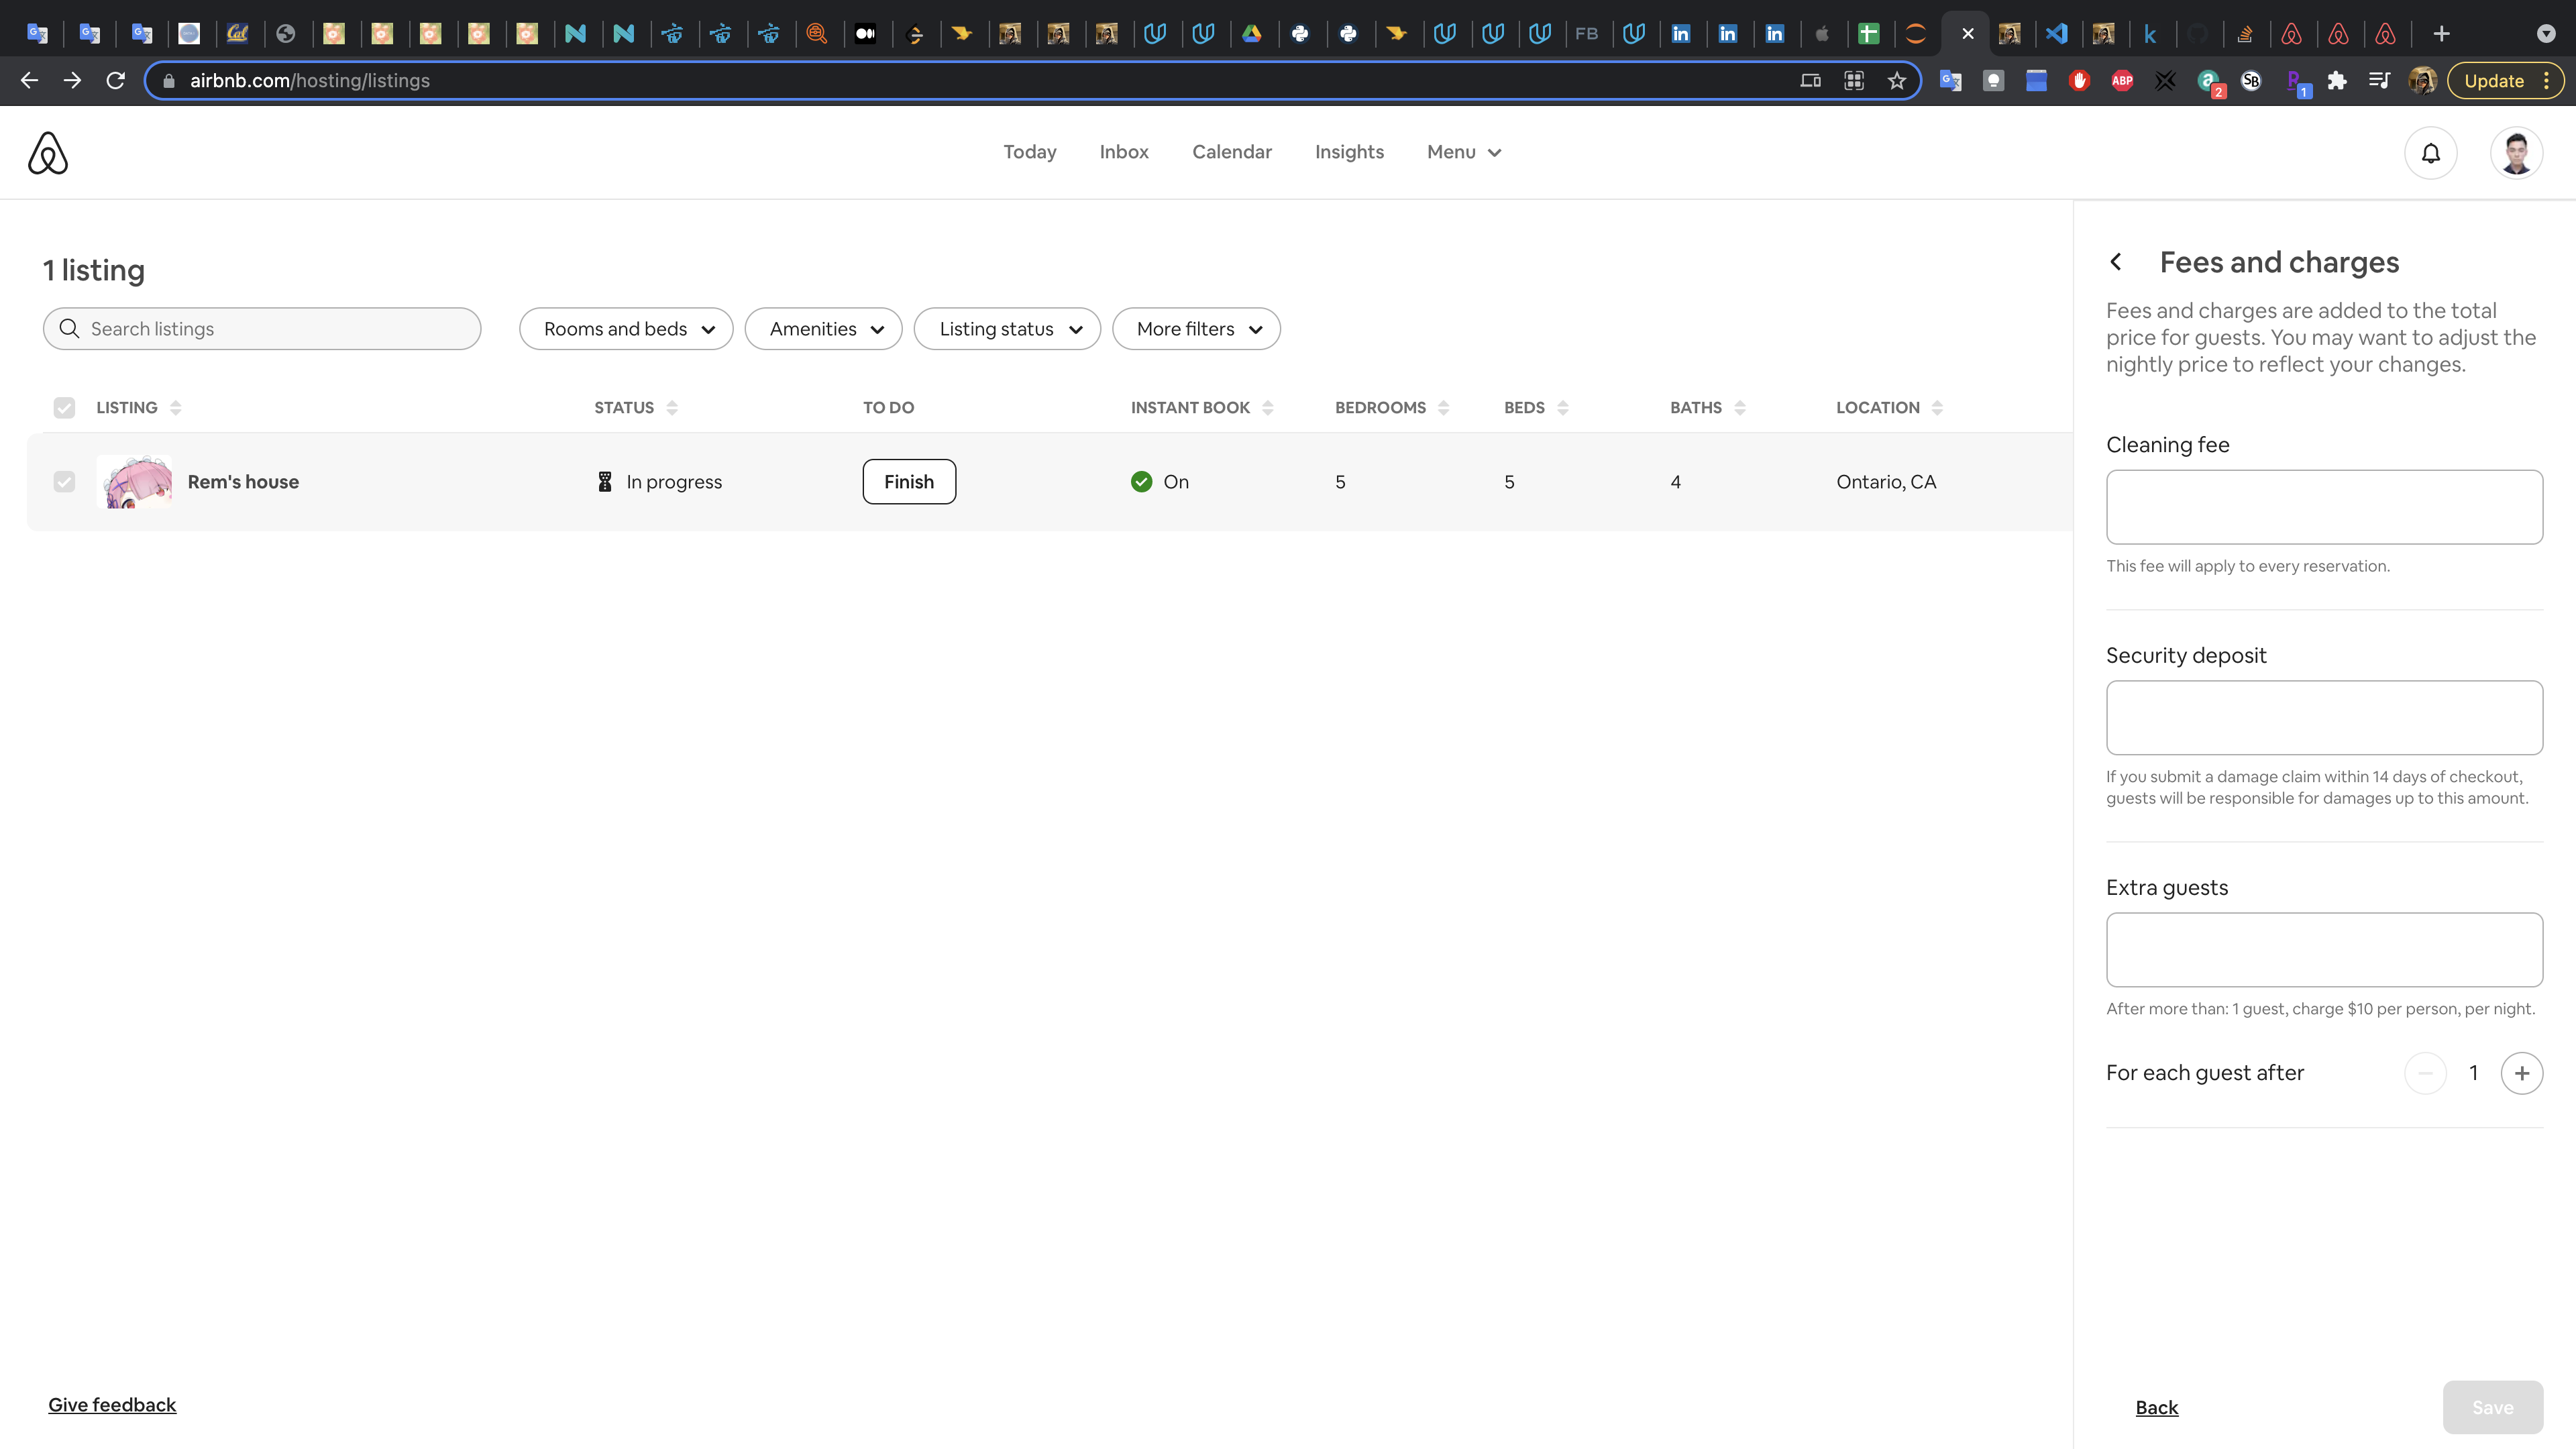 FB
airbnb.com/hosting/listings
ABP
2
SB
1
Update
Today
Inbox
Calendar
Insights
Menu
1 listing
Search listings
Rooms and beds
Amenities
Listing status
More filters
LISTING
STATUS
TO DO
INSTANT BOOK
BEDROOMS
BEDS
BATHS
LOCATION
Rem's house
In progress
Finish
On
5
5
4
Ontario, CA
Fees and charges
Fees and charges are added to the total
price for guests. You may want to adjust the
nightly price to reflect your changes.
Cleaning fee
This fee will apply to every reservation.
Security deposit
If you submit a damage claim within 14 days of checkout,
guests will be responsible for damages up to this amount.
Extra guests
After more than: 1 guest, charge $10 per person, per night.
For each guest after
1
Give feedback
Back
Save